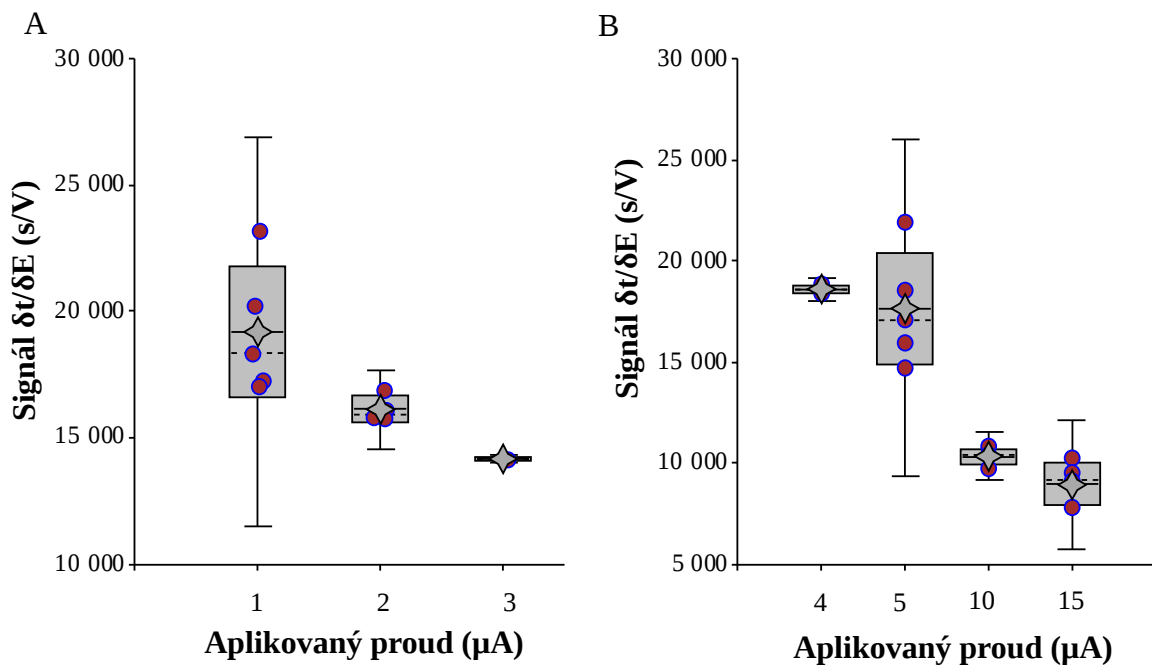 A
Signál δt/δE (s/V)
30 000
25 000
20 000
15 000
10 000
1 2 3
Aplikovaný proud (µA)
B
Signál δt/δE (s/V)
30 000
25 000
20 000
15 000
10 000
5 000
4 5 10 15
Aplikovaný proud (µA)